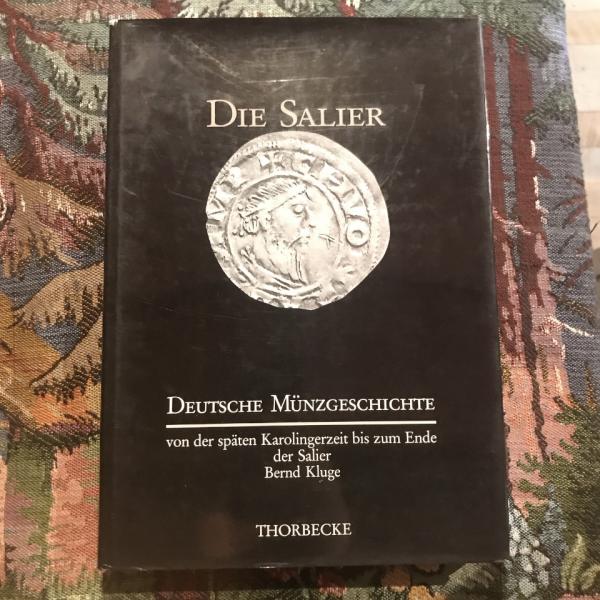 DIE SALIER
DEUTSCHE MÜNZGESCHICHTE
von der späten Karolingerzeit bis zum Ende
der Salier
Bernd Kluge
THORBECKE